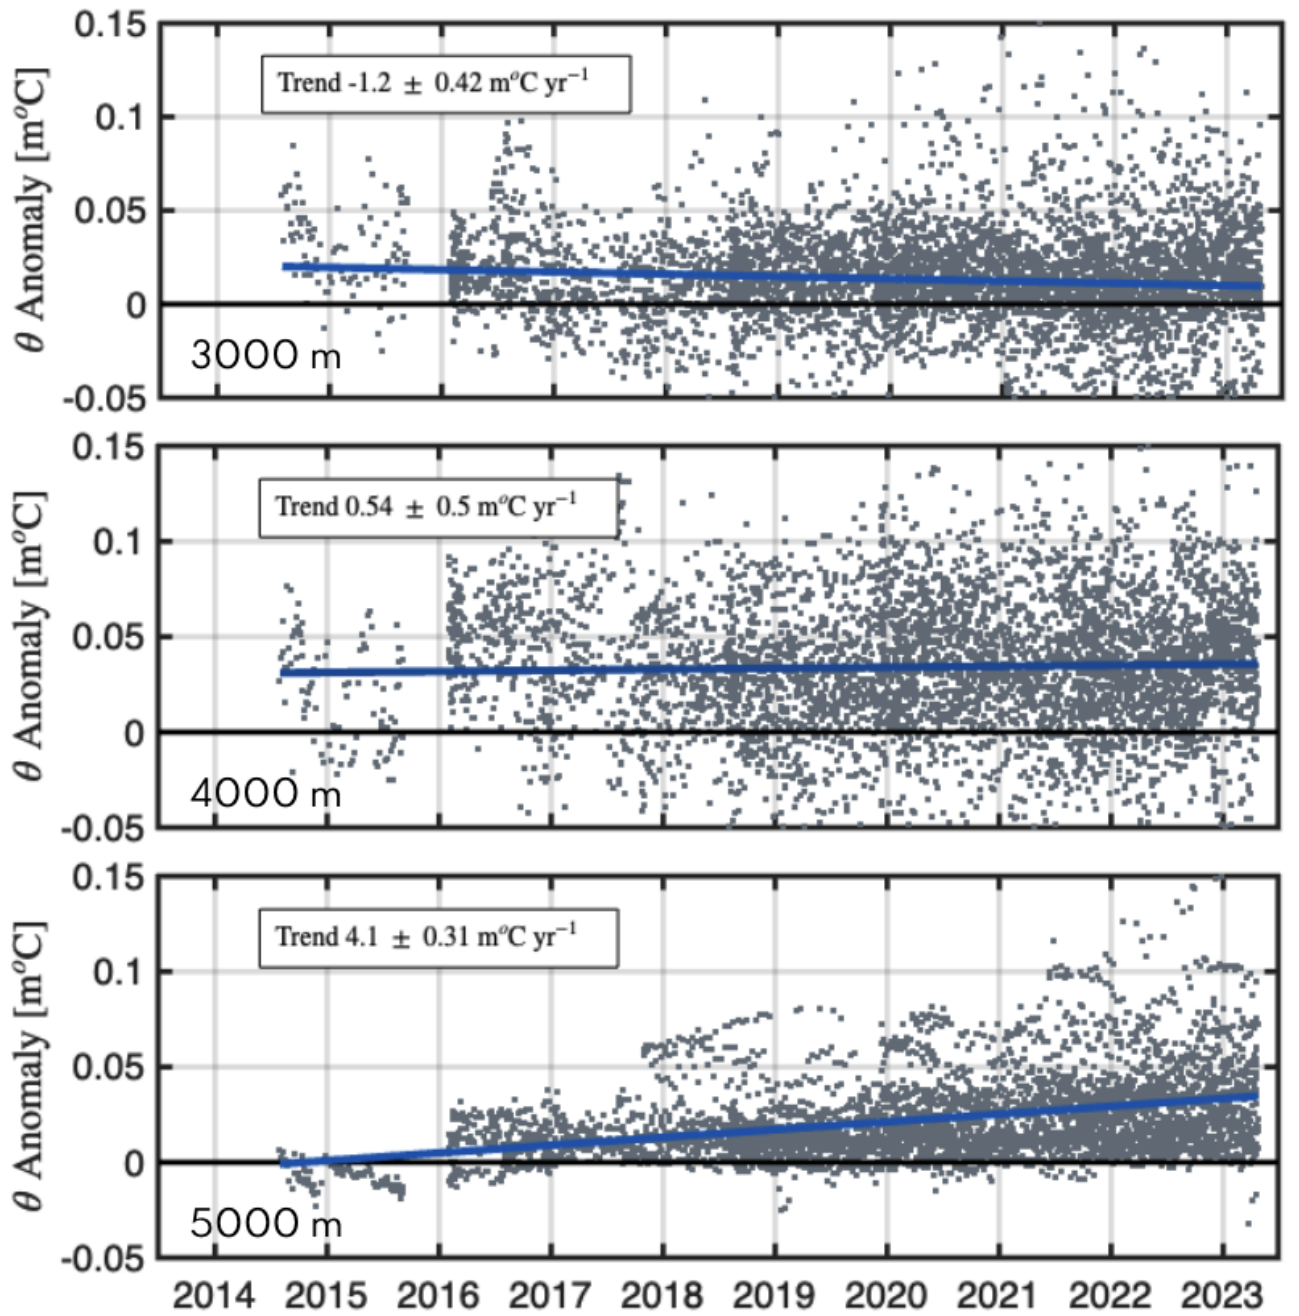 0.15
Trend -1.2 ± 0.42 m°C yr⁻¹
0.1
θ Anomaly [m°C]
0.05
0
3000 m
-0.05
0.15
Trend 0.54 ± 0.5 m°C yr⁻¹
0.1
θ Anomaly [m°C]
0.05
0
4000 m
-0.05
0.15
Trend 4.1 ± 0.31 m°C yr⁻¹
0.1
θ Anomaly [m°C]
0.05
0
5000 m
-0.05
2014 2015 2016 2017 2018 2019 2020 2021 2022 2023